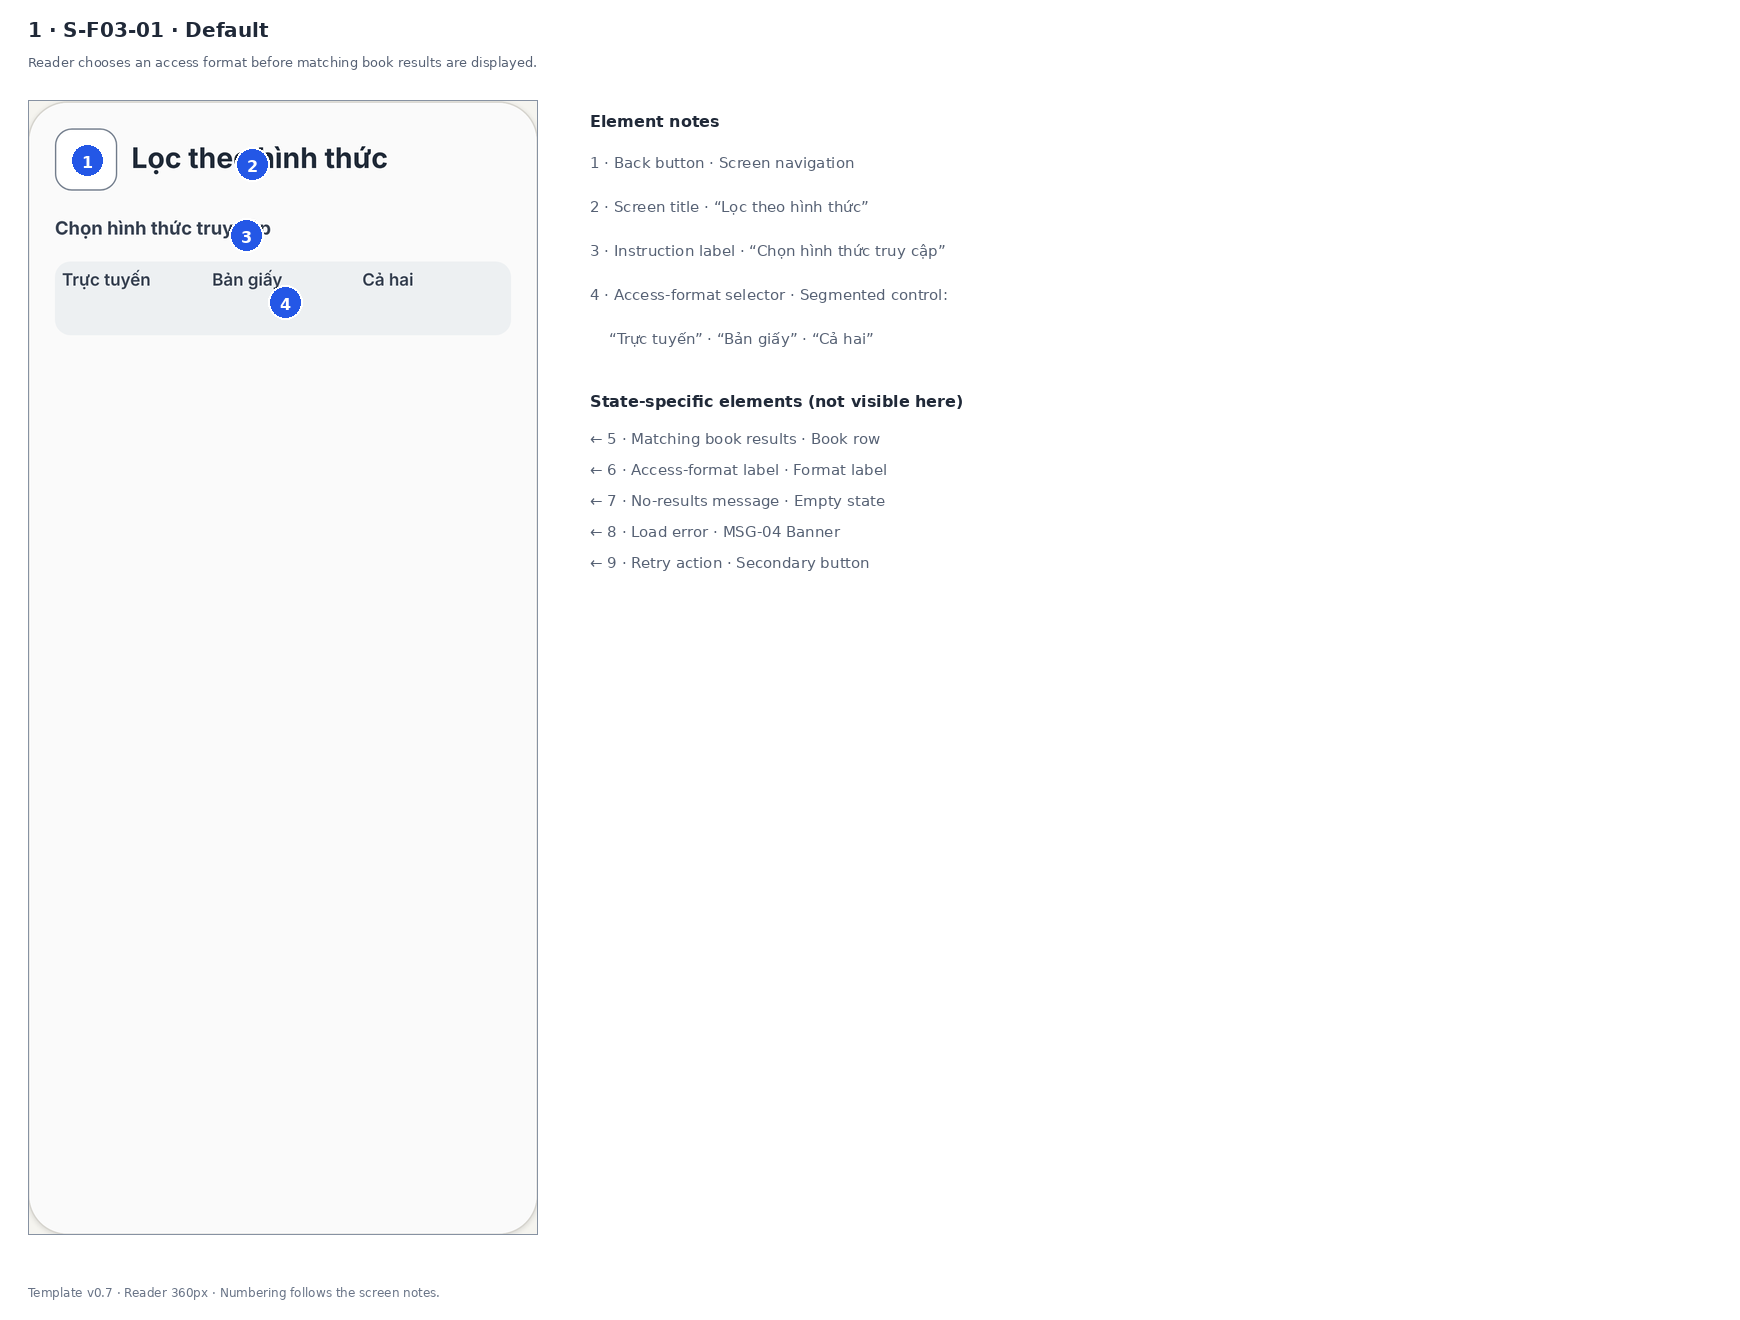 1 · S-F03-01 · Default
Reader chooses an access format before matching book results are displayed.
1
Lọc theo hình thức
2
Chọn hình thức truy cập
3
Trực tuyến Bản giấy Cả hai
4
Element notes
1 · Back button · Screen navigation
2 · Screen title · “Lọc theo hình thức”
3 · Instruction label · “Chọn hình thức truy cập”
4 · Access-format selector · Segmented control:
“Trực tuyến” · “Bản giấy” · “Cả hai”
State-specific elements (not visible here)
← 5 · Matching book results · Book row
← 6 · Access-format label · Format label
← 7 · No-results message · Empty state
← 8 · Load error · MSG-04 Banner
← 9 · Retry action · Secondary button
Template v0.7 · Reader 360px · Numbering follows the screen notes.